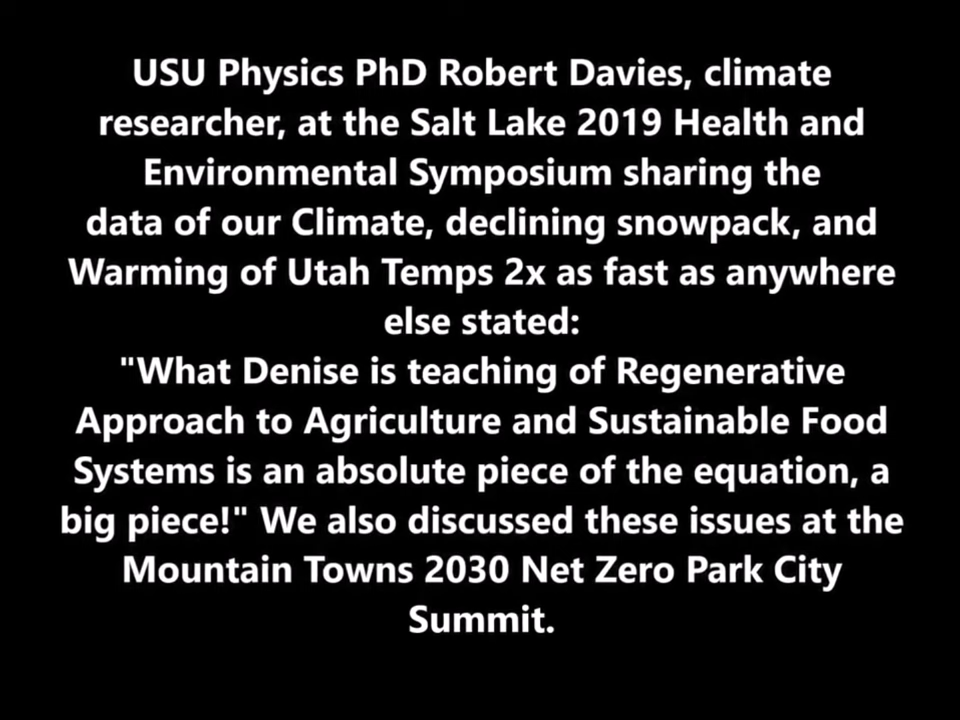 USU Physics PhD Robert Davies, climate
researcher, at the Salt Lake 2019 Health and
Environmental Symposium sharing the
data of our Climate, declining snowpack, and
Warming of Utah Temps 2x as fast as anywhere
else stated:
"What Denise is teaching of Regenerative
Approach to Agriculture and Sustainable Food
Systems is an absolute piece of the equation, a
big piece!" We also discussed these issues at the
Mountain Towns 2030 Net Zero Park City
Summit.